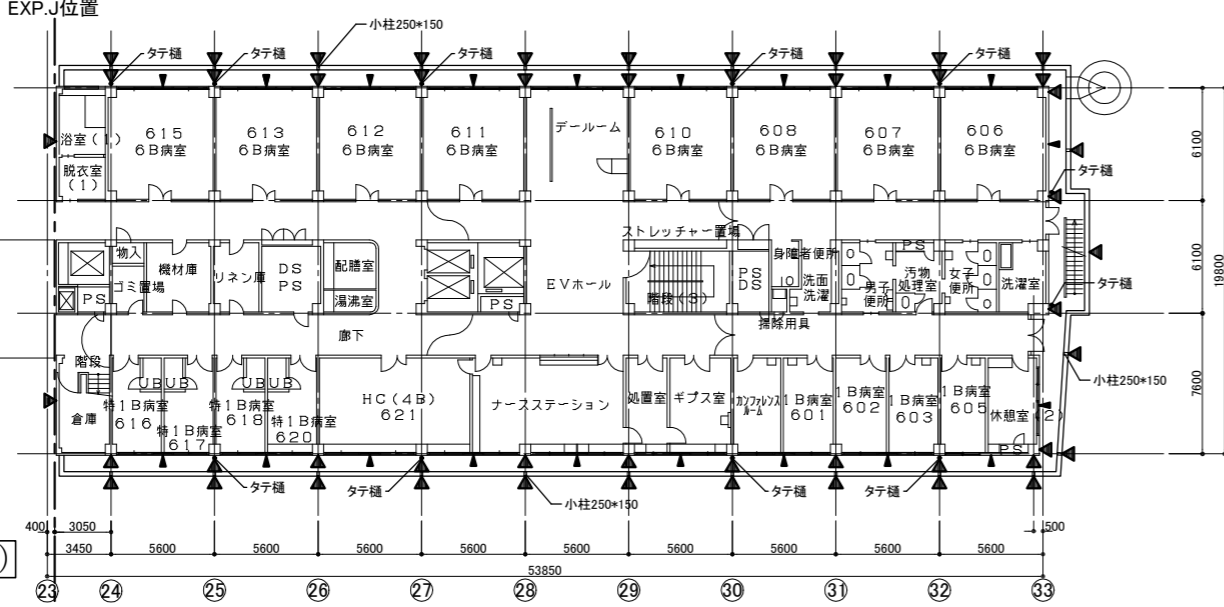 EXP.J位置
小柱250*150
タテ樋
タテ樋
タテ樋
タテ樋
タテ樋
浴室(1)
脱衣室
(1)
615
6B病室
613
6B病室
612
6B病室
611
6B病室
デールーム
610
6B病室
608
6B病室
607
6B病室
606
6B病室
6100
タテ樋
ストレッチャー置場
物入
ゴミ置場
機材庫
リネン庫
DS
PS
配膳室
湯沸室
PS
PS
EVホール
階段(3)
PS
DS
身障者便所
洗面
洗濯
掃除用具
男子
便所
PS
汚物
処理室
女子
便所
洗濯室
6100
19800
タテ樋
廊下
階段
倉庫
UB
UB
UB
UB
特1B病室
616
特1B病室
617
特1B病室
618
特1B病室
620
HC(4B)
621
ナースステーション
処置室
ギプス室
カンファレンス
ルーム
1B病室
601
1B病室
602
1B病室
603
1B病室
605
休憩室(2)
PS
7600
小柱250*150
タテ樋
タテ樋
小柱250*150
タテ樋
タテ樋
400
3050
500
3450
5600
5600
5600
5600
5600
5600
5600
5600
5600
53850
23
24
25
26
27
28
29
30
31
32
33